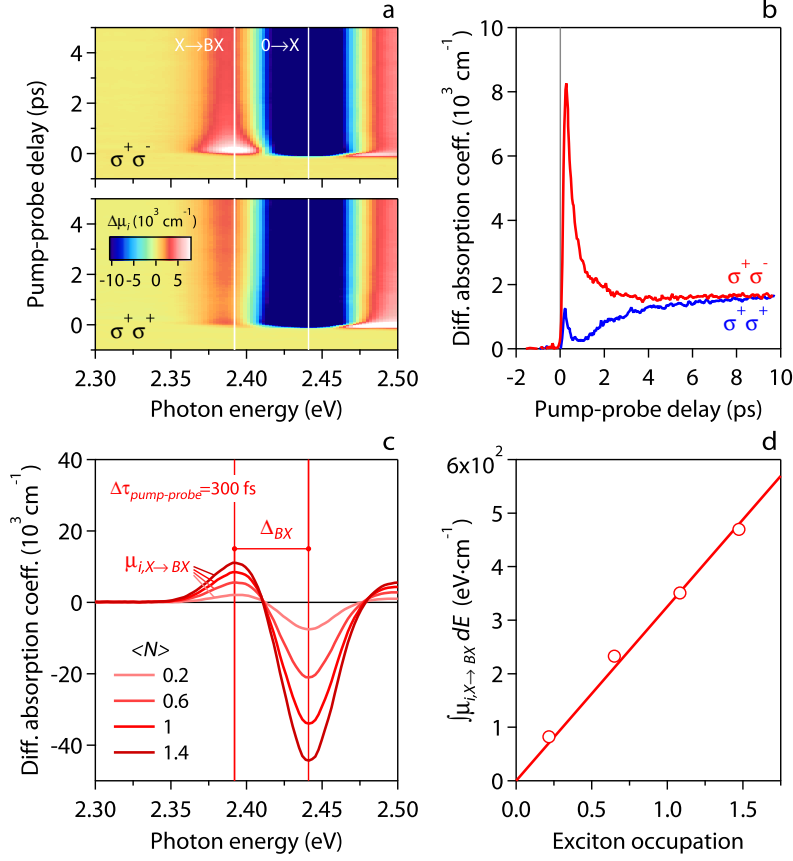 a
Pump-probe delay (ps)
4
2
0
X→BX
0→X
σ+σ-
4
2
0
Δμi (10³ cm-1)
-10 -5 0 5
σ+σ+
2.30 2.35 2.40 2.45 2.50
Photon energy (eV)
b
Diff. absorption coeff. (10³ cm-1)
10
8
6
4
2
0
σ+σ-
σ+σ+
-2 0 2 4 6 8 10
Pump-probe delay (ps)
c
Diff. absorption coeff. (10³ cm-1)
40
20
0
-20
-40
Δτpump-probe=300 fs
ΔBX
μi,X→BX
<N>
0.2
0.6
1
1.4
2.30 2.35 2.40 2.45 2.50
Photon energy (eV)
d
∫μi,X→BX dE (eV·cm-1)
6x10²
5
4
3
2
1
0
0.0 0.5 1.0 1.5
Exciton occupation